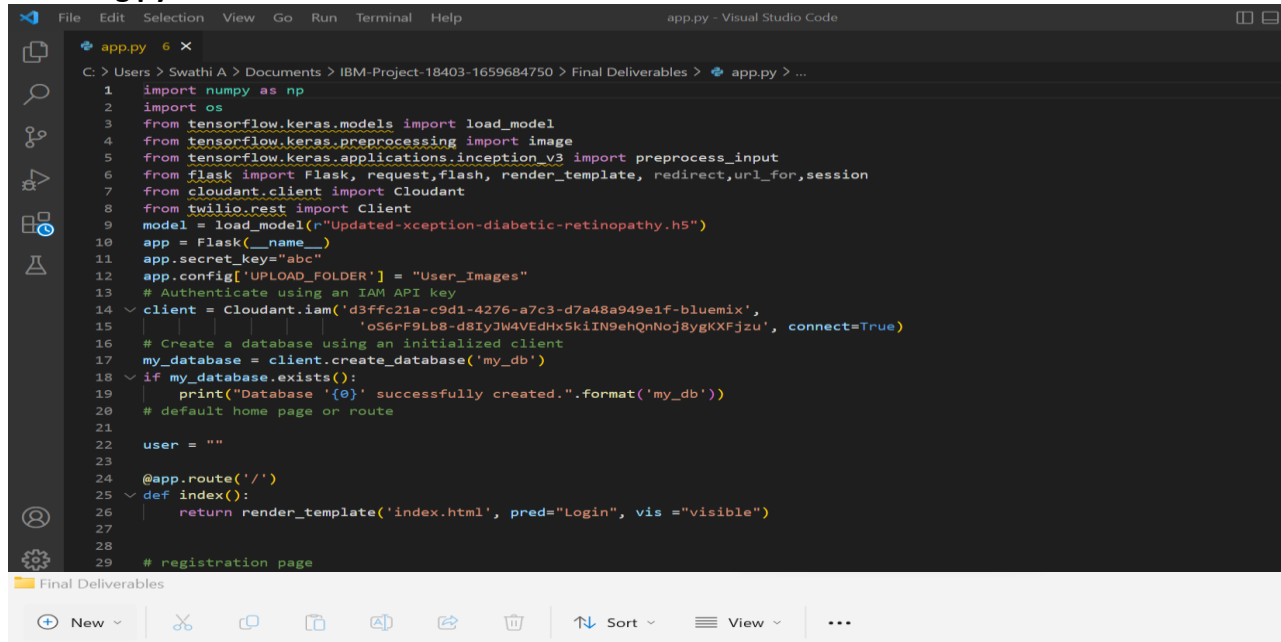 File Edit Selection View Go Run Terminal Help app.py - Visual Studio Code
app.py 6 ✕
C: > Users > Swathi A > Documents > IBM-Project-18403-1659684750 > Final Deliverables > app.py > ...
1 import numpy as np
2 import os
3 from tensorflow.keras.models import load_model
4 from tensorflow.keras.preprocessing import image
5 from tensorflow.keras.applications.inception_v3 import preprocess_input
6 from flask import Flask, request,flash, render_template, redirect,url_for,session
7 from cloudant.client import Cloudant
8 from twilio.rest import Client
9 model = load_model(r"Updated-xception-diabetic-retinopathy.h5")
10 app = Flask(__name__)
11 app.secret_key="abc"
12 app.config['UPLOAD_FOLDER'] = "User_Images"
13 # Authenticate using an IAM API key
14 client = Cloudant.iam('d3ffc21a-c9d1-4276-a7c3-d7a48a949e1f-bluemix',
15 'oS6rF9Lb8-d8IyJW4VEdHx5kiIN9ehQnNoj8ygKXFjzu', connect=True)
16 # Create a database using an initialized client
17 my_database = client.create_database('my_db')
18 if my_database.exists():
19 print("Database '{0}' successfully created.".format('my_db'))
20 # default home page or route
21
22 user = ""
23
24 @app.route('/')
25 def index():
26 return render_template('index.html', pred="Login", vis ="visible")
27
28
29 # registration page
Final Deliverables
New Sort View ...